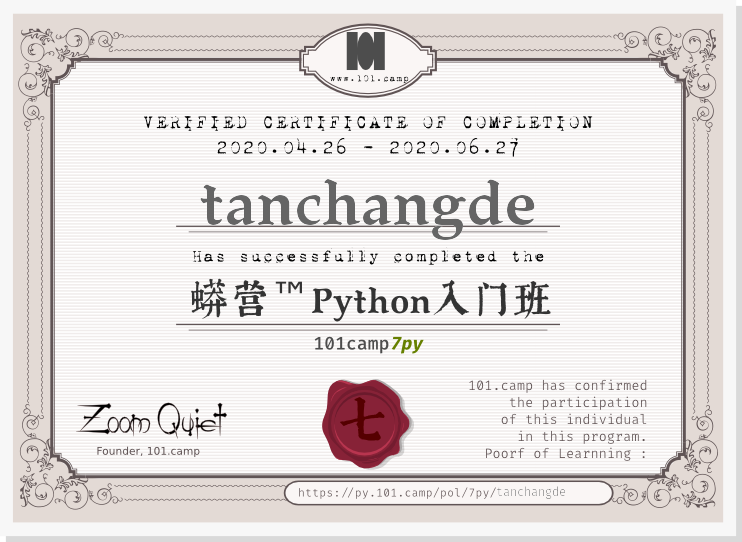 101
www.101.camp
VERIFIED CERTIFICATE OF COMPLETION
2020.04.26 - 2020.06.27
tanchangde
Has successfully completed the
蟒营™Python入门班
101camp7py
101.camp has confirmed
the participation
of this individual
in this program.
Poorf of Learnning :
Zoom Quiet
Founder, 101.camp
七
https://py.101.camp/pol/7py/tanchangde